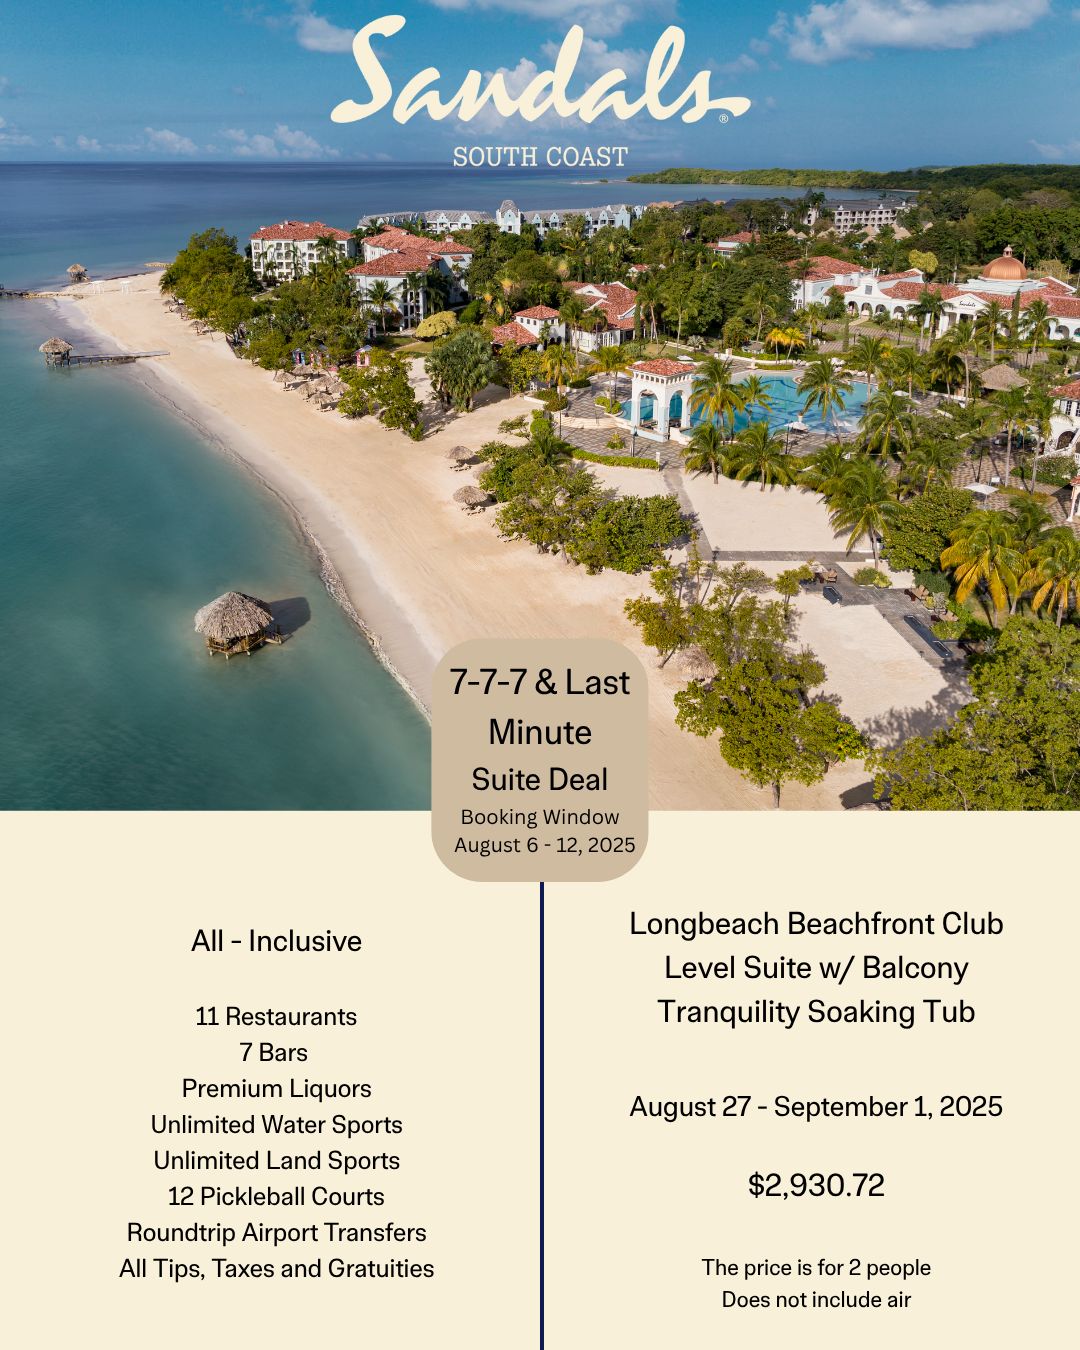 Sandals®
SOUTH COAST
Sandals
7-7-7 & Last
Minute
Suite Deal
Booking Window
August 6 - 12, 2025
All - Inclusive
11 Restaurants
7 Bars
Premium Liquors
Unlimited Water Sports
Unlimited Land Sports
12 Pickleball Courts
Roundtrip Airport Transfers
All Tips, Taxes and Gratuities
Longbeach Beachfront Club
Level Suite w/ Balcony
Tranquility Soaking Tub
August 27 - September 1, 2025
$2,930.72
The price is for 2 people
Does not include air